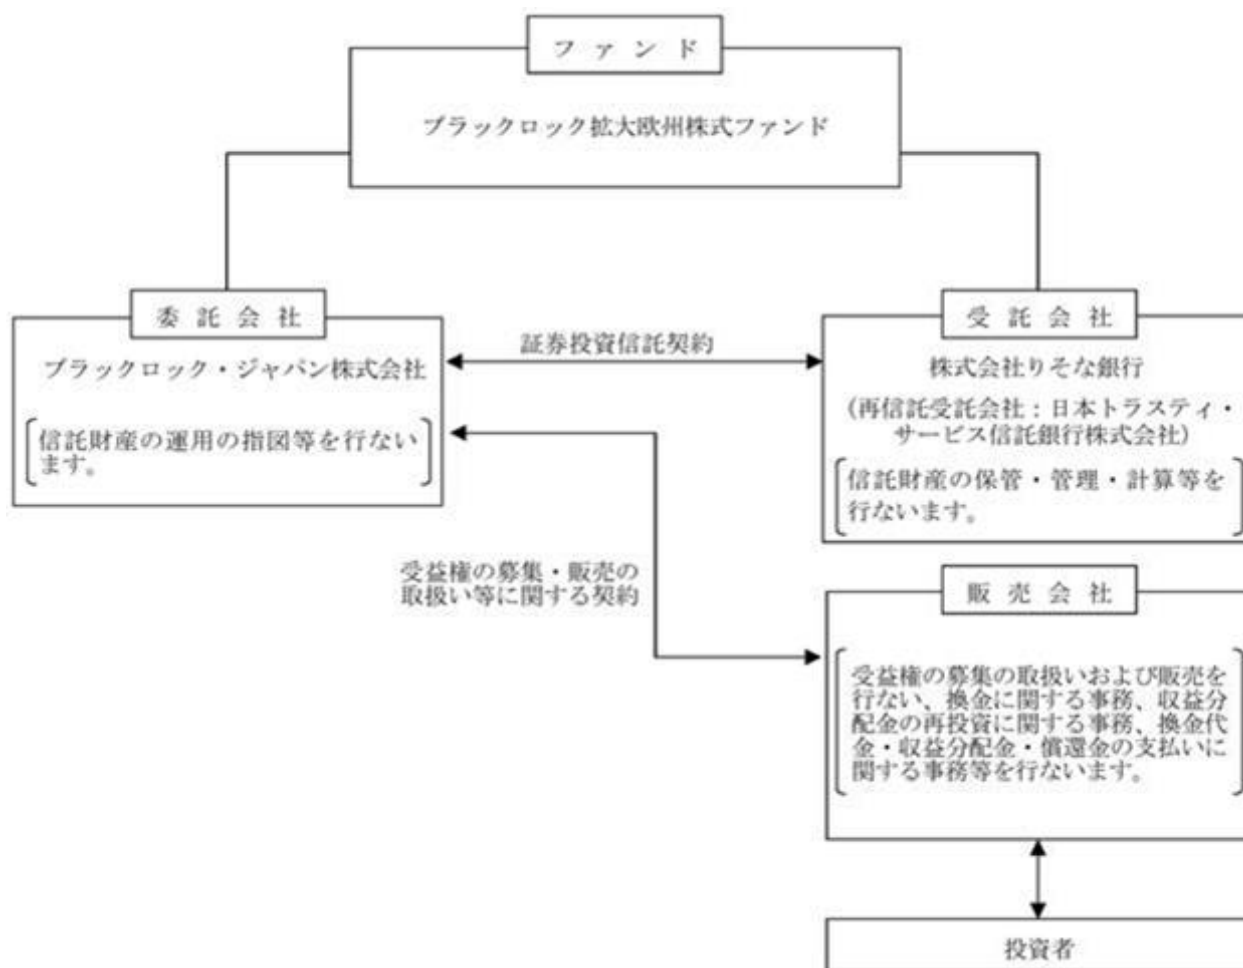 ファンド
ブラックロック拡大欧州株式ファンド
委託会社
ブラックロック・ジャパン株式会社
信託財産の運用の指図等を行ない
ます。
証券投資信託契約
受託会社
株式会社りそな銀行
(再信託受託会社:日本トラスティ・
サービス信託銀行株式会社)
信託財産の保管・管理・計算等を
行ないます。
受益権の募集・販売の
取扱い等に関する契約
販売会社
受益権の募集の取扱いおよび販売を
行ない、換金に関する事務、収益分
配金の再投資に関する事務、換金代
金・収益分配金・償還金の支払いに
関する事務等を行ないます。
投資者